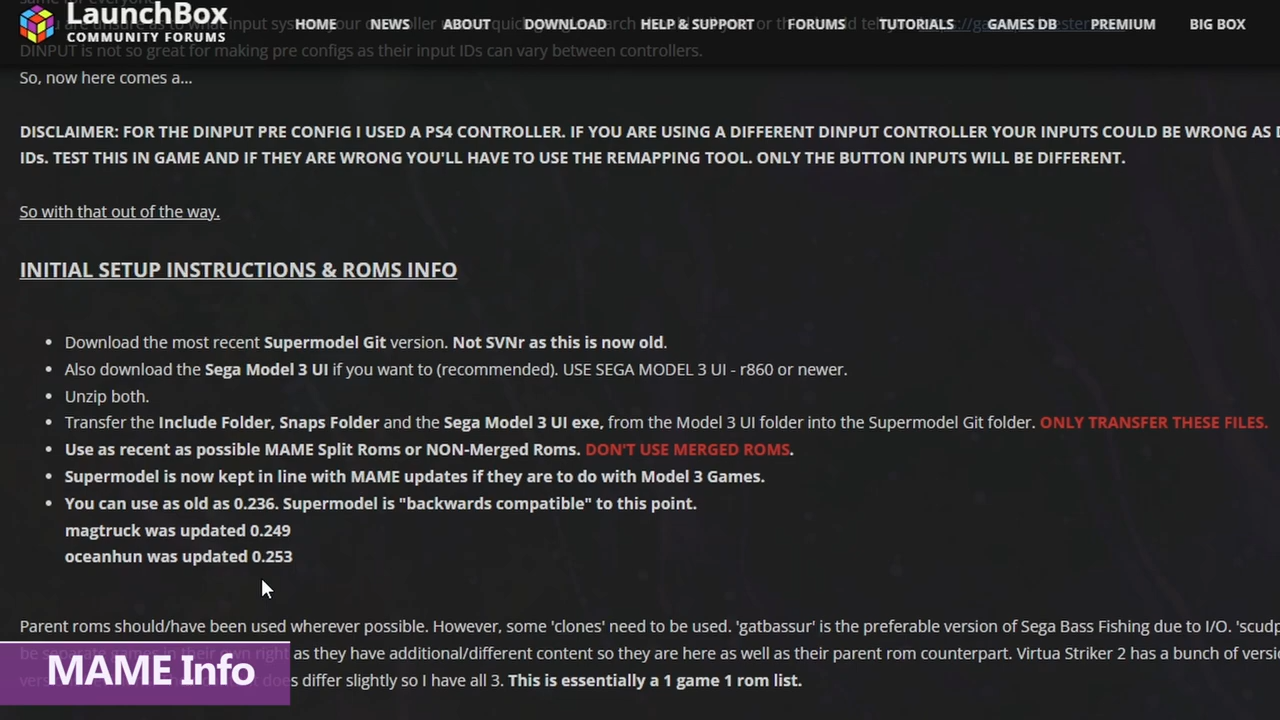 LaunchBox
COMMUNITY FORUMS
HOME NEWS ABOUT DOWNLOAD HELP & SUPPORT FORUMS TUTORIALS GAMES DB PREMIUM BIG BOX
DINPUT is not so great for making pre configs as their input IDs can vary between controllers.
So, now here comes a...
DISCLAIMER: FOR THE DINPUT PRE CONFIG I USED A PS4 CONTROLLER. IF YOU ARE USING A DIFFERENT DINPUT CONTROLLER YOUR INPUTS COULD BE WRONG AS
IDs. TEST THIS IN GAME AND IF THEY ARE WRONG YOU'LL HAVE TO USE THE REMAPPING TOOL. ONLY THE BUTTON INPUTS WILL BE DIFFERENT.
So with that out of the way.
INITIAL SETUP INSTRUCTIONS & ROMS INFO
• Download the most recent Supermodel Git version. Not SVNr as this is now old.
• Also download the Sega Model 3 UI if you want to (recommended). USE SEGA MODEL 3 UI - r860 or newer.
• Unzip both.
• Transfer the Include Folder, Snaps Folder and the Sega Model 3 UI exe, from the Model 3 UI folder into the Supermodel Git folder. ONLY TRANSFER THESE FILES.
• Use as recent as possible MAME Split Roms or NON-Merged Roms. DON'T USE MERGED ROMS.
• Supermodel is now kept in line with MAME updates if they are to do with Model 3 Games.
• You can use as old as 0.236. Supermodel is "backwards compatible" to this point.
magtruck was updated 0.249
oceanhun was updated 0.253
Parent roms should/have been used wherever possible. However, some 'clones' need to be used. 'gatbassur' is the preferable version of Sega Bass Fishing due to I/O. 'scudp
be separate games in their own right as they have additional/different content so they are here as well as their parent rom counterpart. Virtua Striker 2 has a bunch of versi
differ slightly so I have all 3. This is essentially a 1 game 1 rom list.
MAME Info